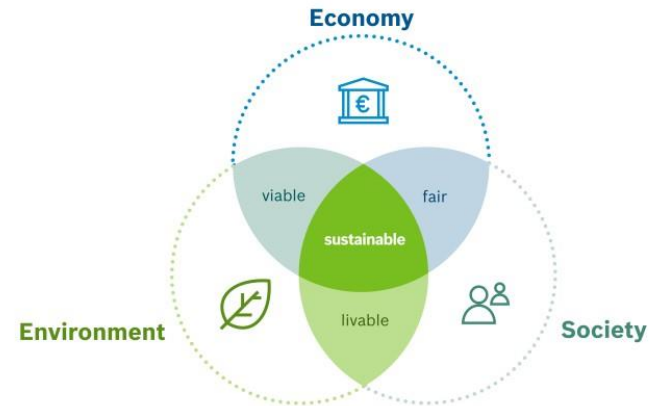 Economy
€
viable
fair
sustainable
livable
Environment
Society